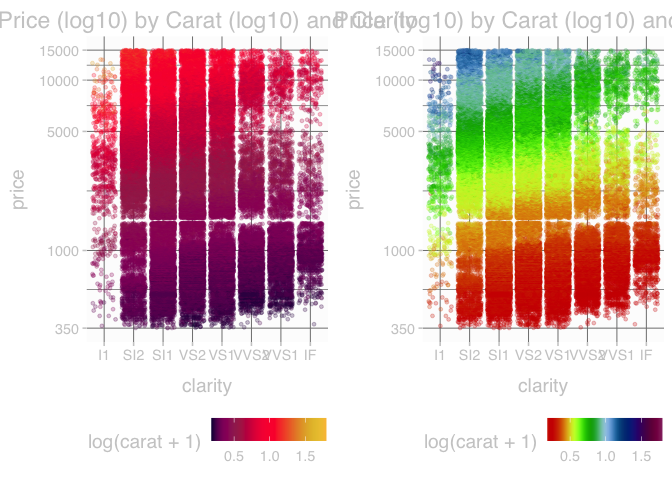 Price (log10) by Carat (log10) and Clarity
Price (log10) by Carat (log10) and
15000
10000
5000
1000
350
price
I1 SI2 SI1 VS2 VS1 VVS2 VVS1 IF
clarity
log(carat + 1)
0.5 1.0 1.5
15000
10000
5000
1000
350
price
I1 SI2 SI1 VS2 VS1 VVS2 VVS1 IF
clarity
log(carat + 1)
0.5 1.0 1.5